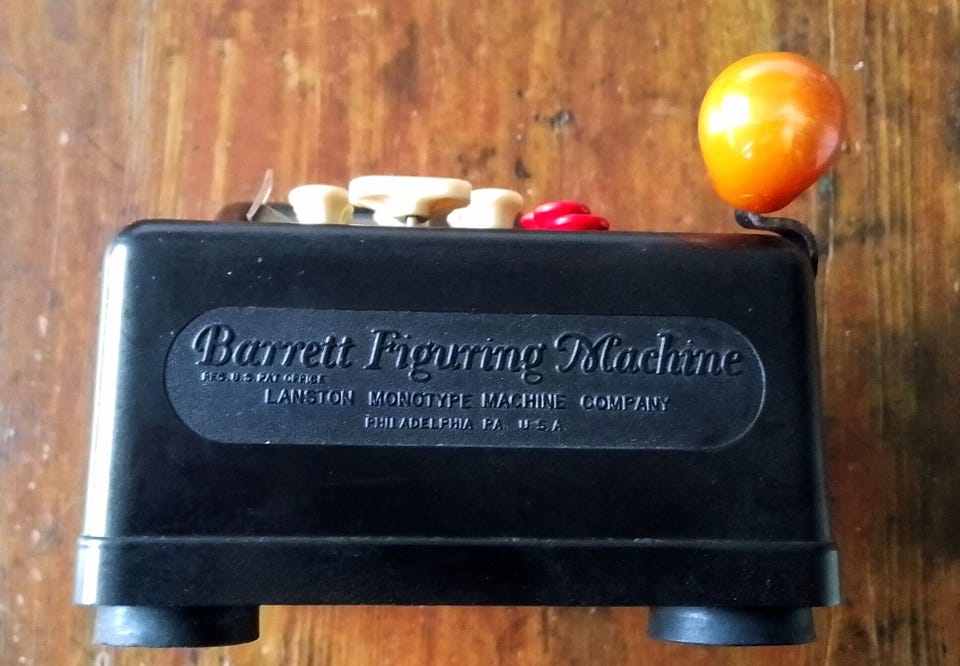 Barrett Figuring Machine
REG. U.S. PAT. OFFICE
LANSTON MONOTYPE MACHINE COMPANY
PHILADELPHIA PA. U.S.A.